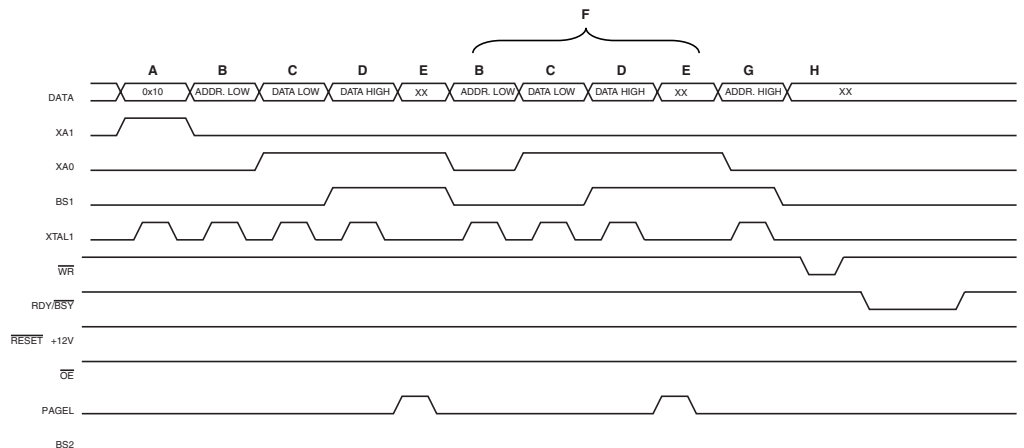 F
A B C D E B C D E G H
DATA 0x10 ADDR. LOW DATA LOW DATA HIGH XX ADDR. LOW DATA LOW DATA HIGH XX ADDR. HIGH XX
XA1
XA0
BS1
XTAL1
WR
RDY/BSY
RESET +12V
OE
PAGEL
BS2